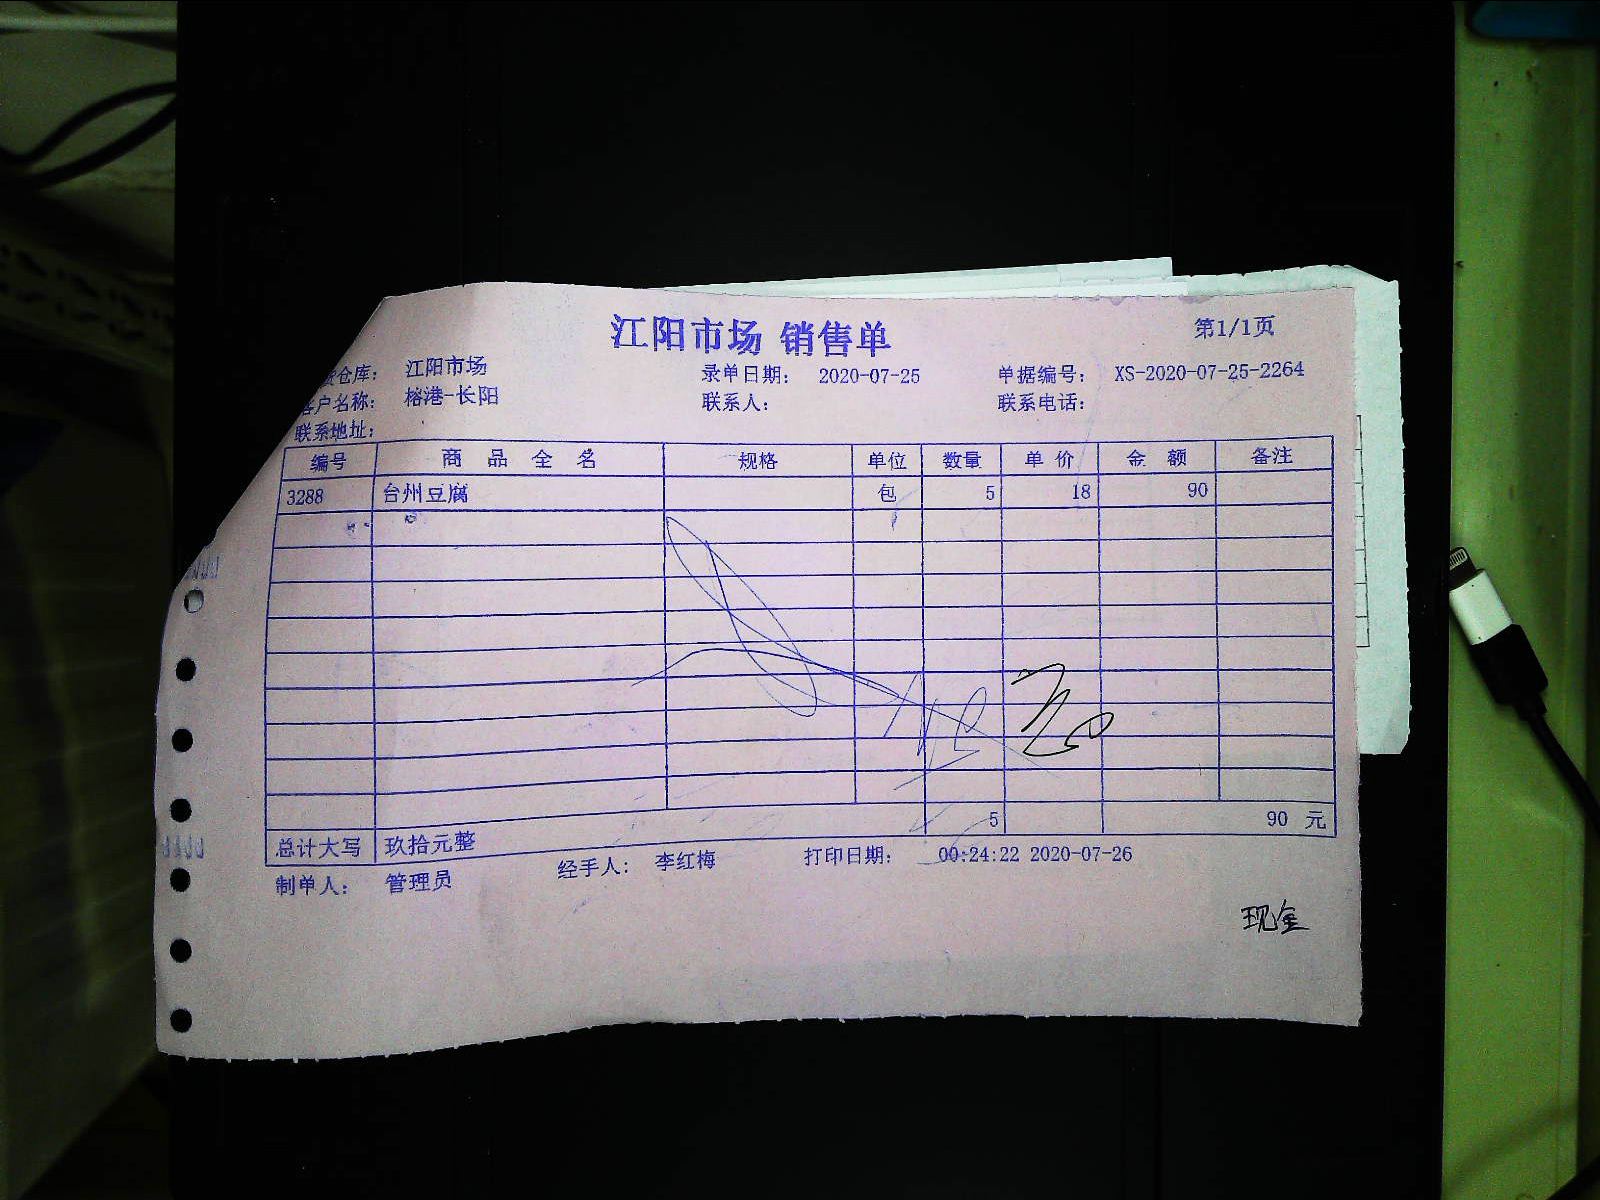 江阳市场 销售单
第1/1页
货仓库： 江阳市场 录单日期： 2020-07-25 单据编号： XS-2020-07-25-2264
客户名称： 榕港-长阳 联系人： 联系电话：
联系地址：
编号 商品全名 规格 单位 数量 单价 金额 备注
3288 台州豆腐 包 5 18 90
5 90 元
总计大写 玖拾元整
制单人： 管理员 经手人： 李红梅 打印日期： 00:24:22 2020-07-26
现金